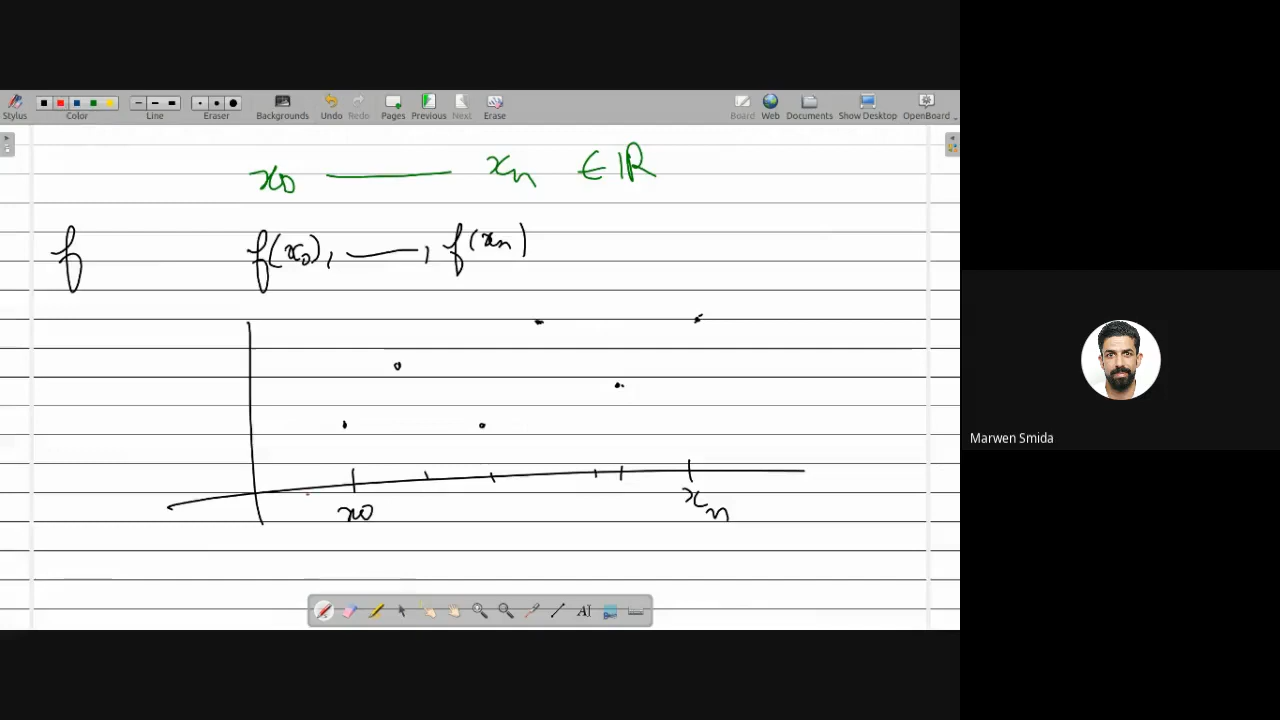 Stylus Color Line Eraser Backgrounds Undo Redo Pages Previous Next Erase Board Web Documents Show Desktop OpenBoard
x0 —— xn ∈ ℝ
f f(x0), ——, f(xn)
x0 xn
AI
Marwen Smida